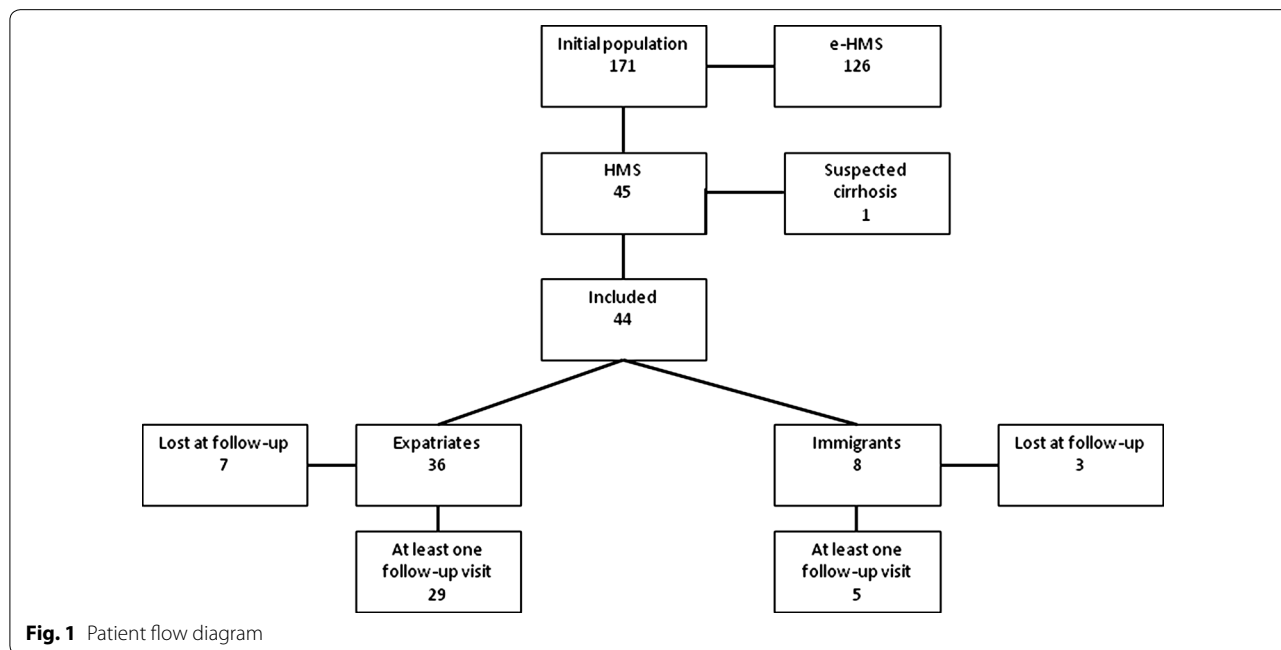 Initial population
171
e-HMS
126
HMS
45
Suspected
cirrhosis
1
Included
44
Lost at follow-up
7
Expatriates
36
Immigrants
8
Lost at follow-up
3
At least one
follow-up visit
29
At least one
follow-up visit
5
Fig. 1 Patient flow diagram